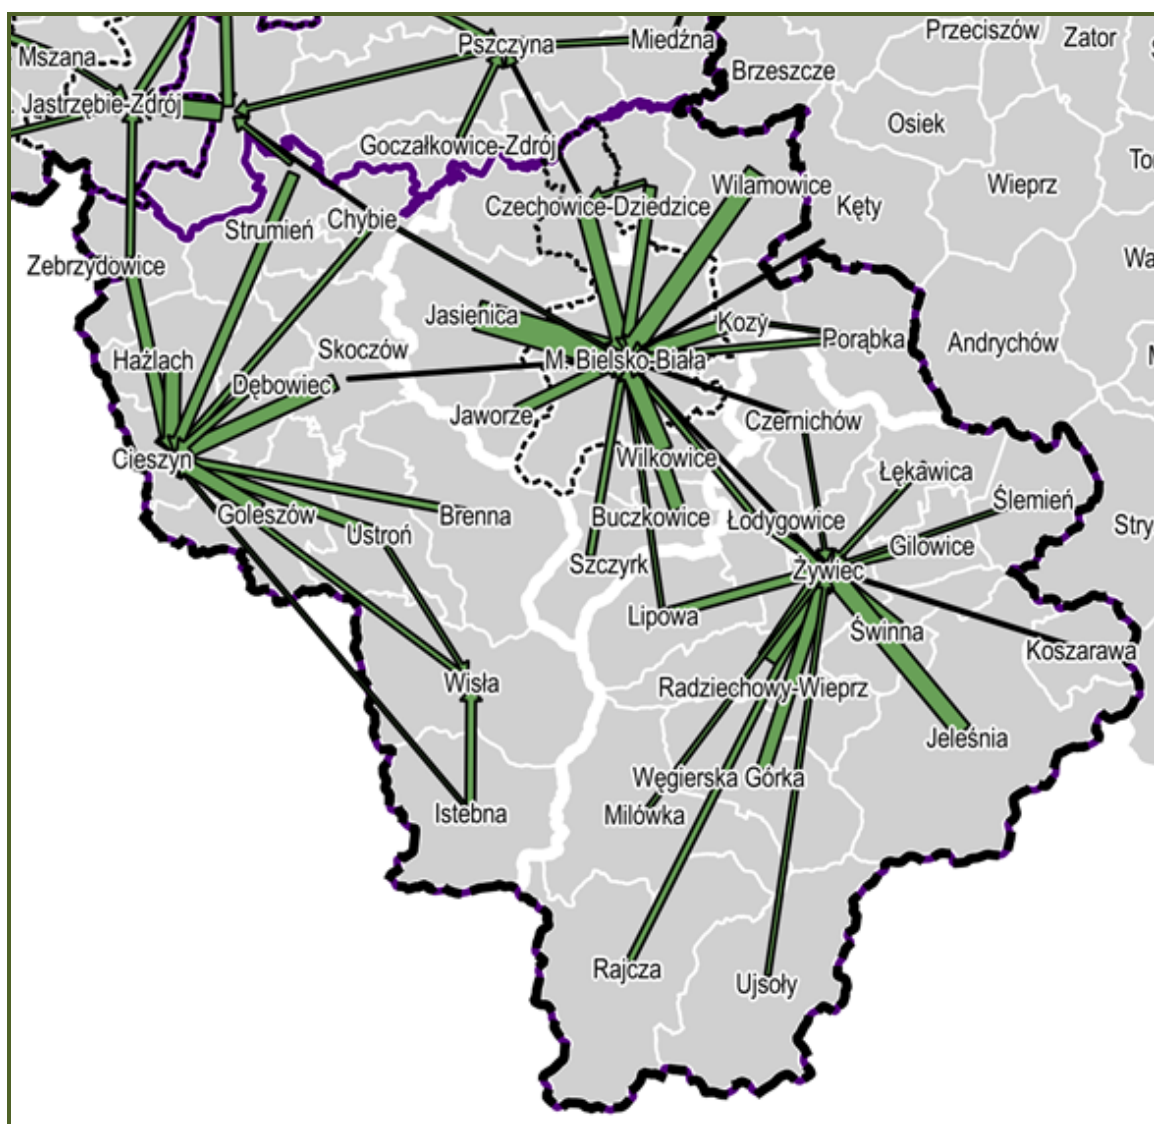 Przeciszów
Zator
Pszczyna
Miedźna
Mszana
Brzeszcze
Jastrzębie-Zdrój
Osiek
Goczałkowice-Zdrój
Wieprz
Wilamowice
Czechowice-Dziedzice
Kęty
Strumień
Chybie
Zebrzydowice
Jasienica
Kozy
Porąbka
Andrychów
Skoczów
Hażlach
M. Bielsko-Biała
Dębowiec
Jaworze
Czernichów
Cieszyn
Wilkowice
Łękawica
Ślemień
Goleszów
Brenna
Buczkowice
Łodygowice
Ustroń
Gilowice
Szczyrk
Żywiec
Lipowa
Świnna
Koszarawa
Wisła
Radziechowy-Wieprz
Jeleśnia
Węgierska Górka
Istebna
Milówka
Rajcza
Ujsoły